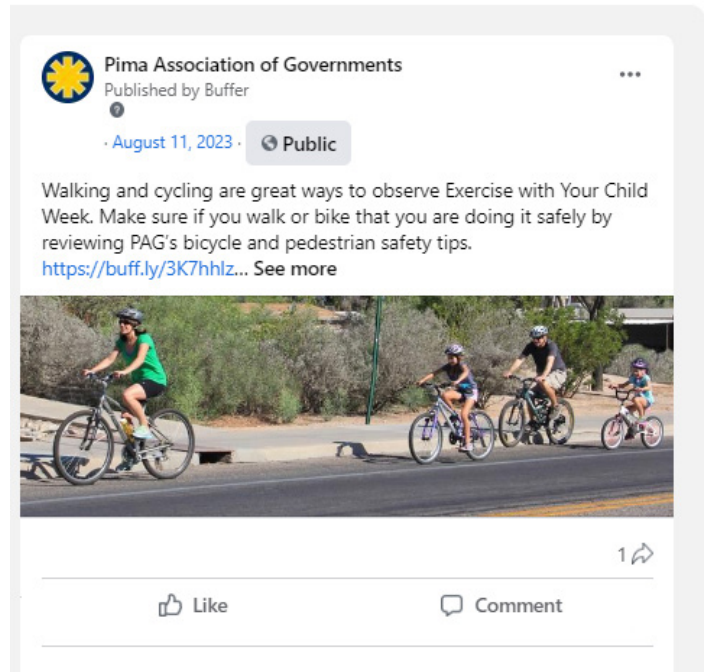 Pima Association of Governments
Published by Buffer
· August 11, 2023 · Public
Walking and cycling are great ways to observe Exercise with Your Child
Week. Make sure if you walk or bike that you are doing it safely by
reviewing PAG's bicycle and pedestrian safety tips.
https://buff.ly/3K7hhlz... See more
1
Like Comment